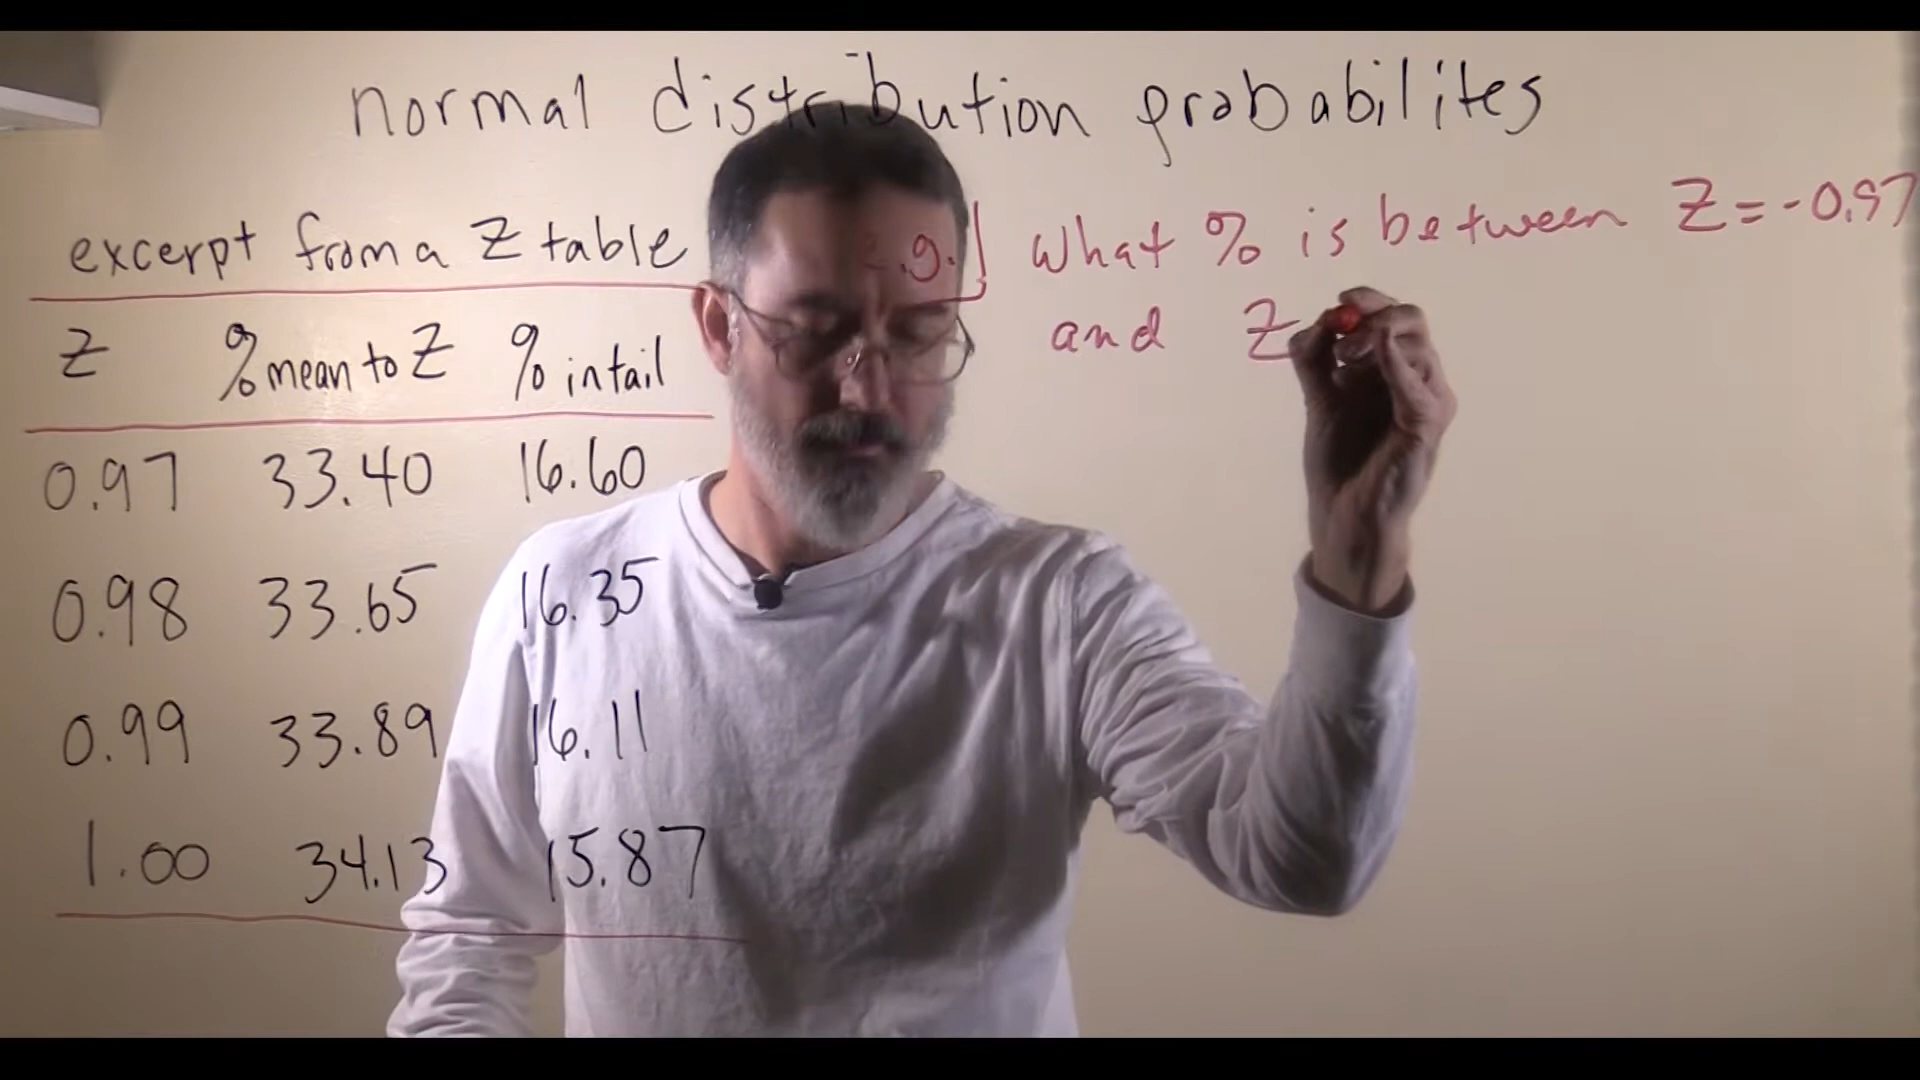 normal distribution probabilites
excerpt from a Z table
Z % mean to Z % in tail
0.97 33.40 16.60
0.98 33.65 16.35
0.99 33.89 16.11
1.00 34.13 15.87
e.g. What % is between Z = -0.97
and Z